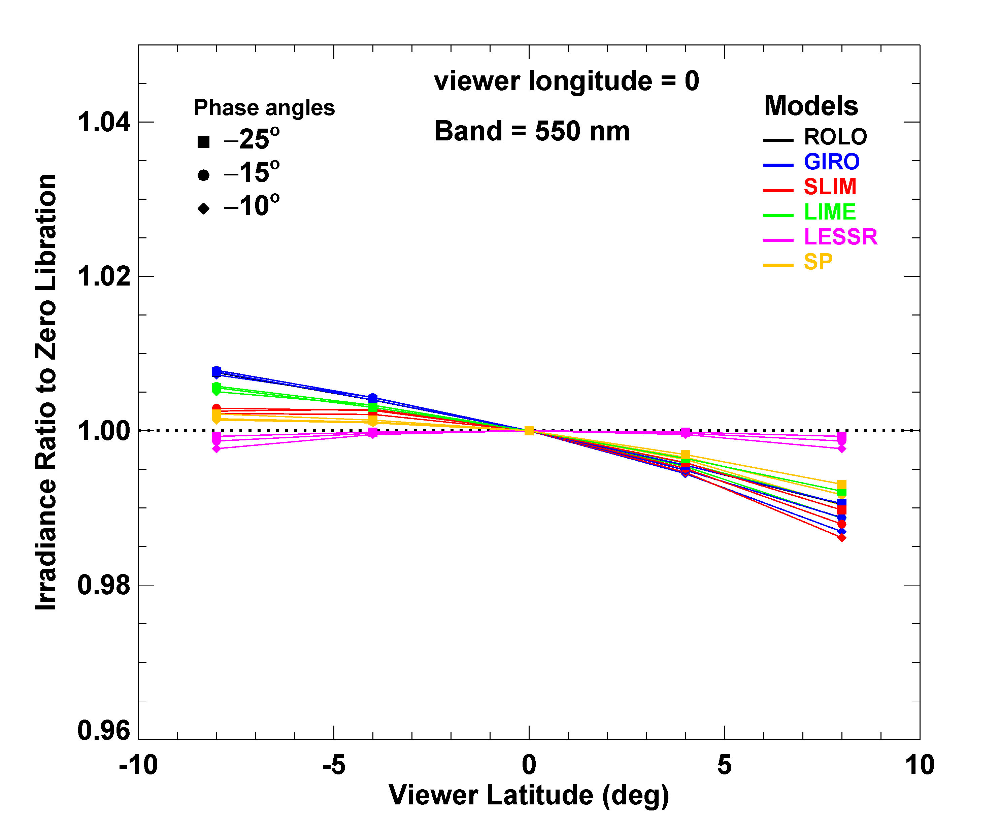 viewer longitude = 0
Band = 550 nm
Phase angles
−25°
−15°
−10°
Models
ROLO
GIRO
SLIM
LIME
LESSR
SP
Irradiance Ratio to Zero Libration
1.04
1.02
1.00
0.98
0.96
-10
-5
0
5
10
Viewer Latitude (deg)